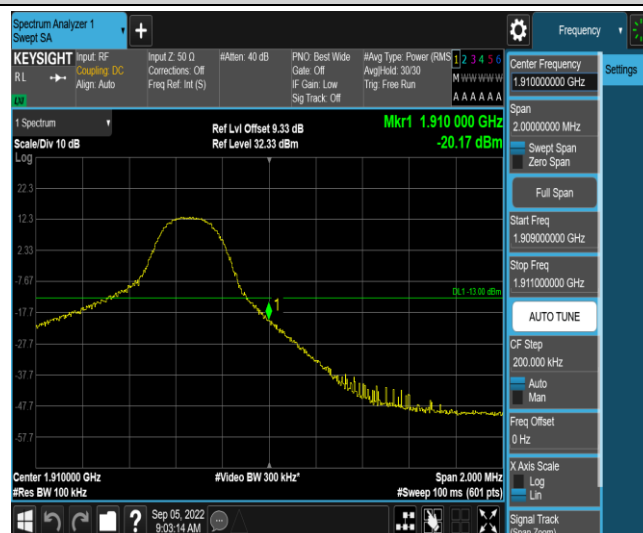 Spectrum Analyzer 1
Swept SA
+
Frequency
KEYSIGHT
R L
LXI
Input: RF
Coupling: DC
Align: Auto
Input Z: 50 Ω
Corrections: Off
Freq Ref: Int (S)
#Atten: 40 dB
PNO: Best Wide
Gate: Off
IF Gain: Low
Sig Track: Off
#Avg Type: Power (RMS
Avg|Hold: 30/30
Trig: Free Run
1 2 3 4 5 6
M W W W W W
A A A A A A
1 Spectrum
Scale/Div 10 dB
Log
Ref Lvl Offset 9.33 dB
Ref Level 32.33 dBm
Mkr1 1.910 000 GHz
-20.17 dBm
22.3
12.3
2.33
-7.67
DL1 -13.00 dBm
1
-17.7
-27.7
-37.7
-47.7
-57.7
Center 1.91000 GHz
#Res BW 100 kHz
#Video BW 300 kHz*
Span 2.000 MHz
#Sweep 100 ms (601 pts)
Sep 05, 2022
9:03:14 AM
Settings
Center Frequency
1.910000000 GHz
Span
2.00000000 MHz
Swept Span
Zero Span
Full Span
Start Freq
1.909000000 GHz
Stop Freq
1.911000000 GHz
AUTO TUNE
CF Step
200.000 kHz
Auto
Man
Freq Offset
0 Hz
X Axis Scale
Log
Lin
Signal Track
(Span Zoom)